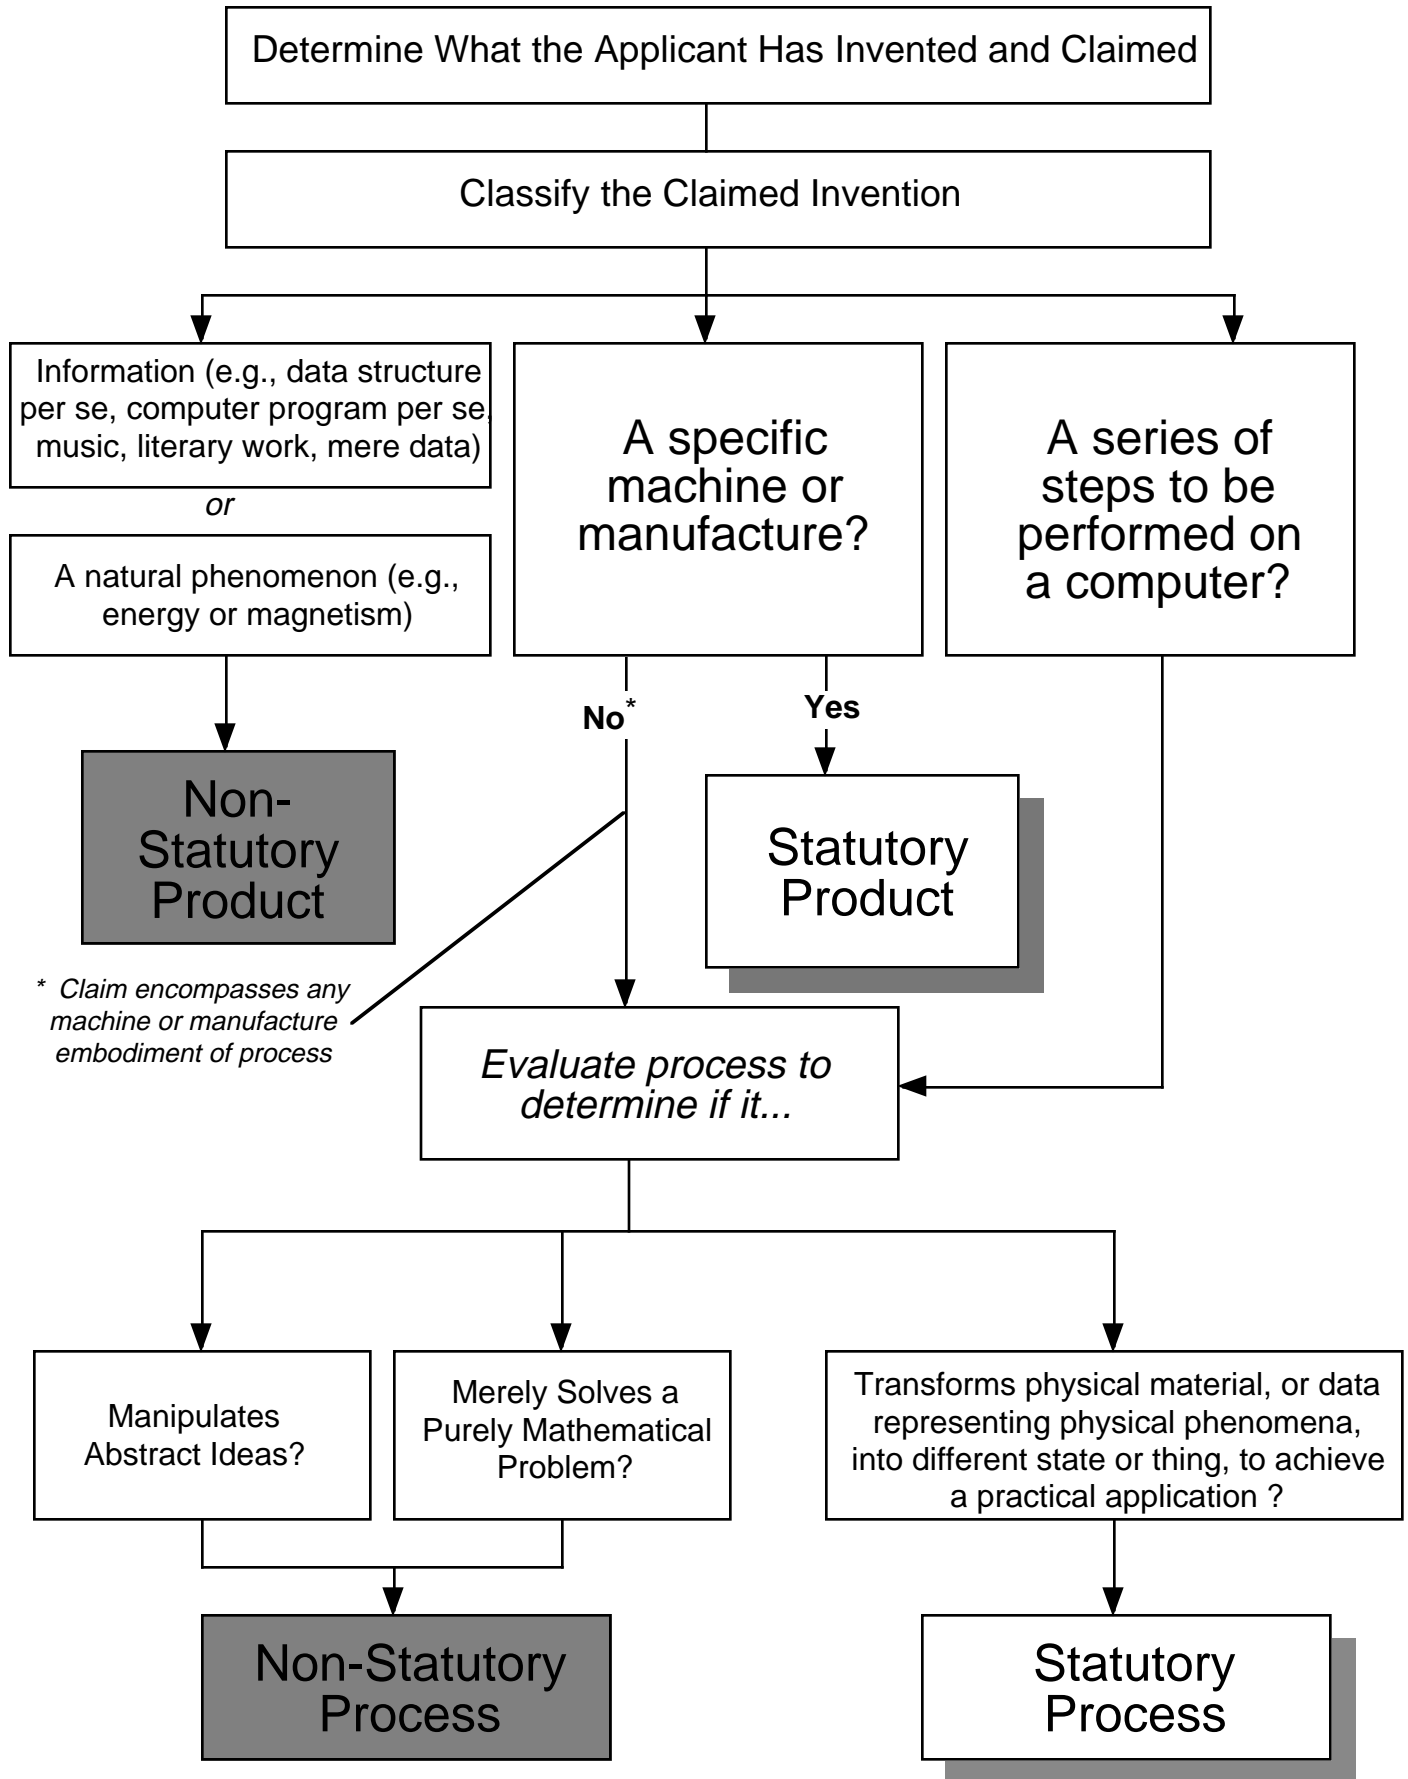 Determine What the Applicant Has Invented and Claimed
Classify the Claimed Invention
Information (e.g., data structure
per se, computer program per se,
music, literary work, mere data)
or
A natural phenomenon (e.g.,
energy or magnetism)
A specific
machine or
manufacture?
A series of
steps to be
performed on
a computer?
No*
Yes
Non-
Statutory
Product
Statutory
Product
* Claim encompasses any
machine or manufacture
embodiment of process
Evaluate process to
determine if it...
Manipulates
Abstract Ideas?
Merely Solves a
Purely Mathematical
Problem?
Transforms physical material, or data
representing physical phenomena,
into different state or thing, to achieve
a practical application ?
Non-Statutory
Process
Statutory
Process